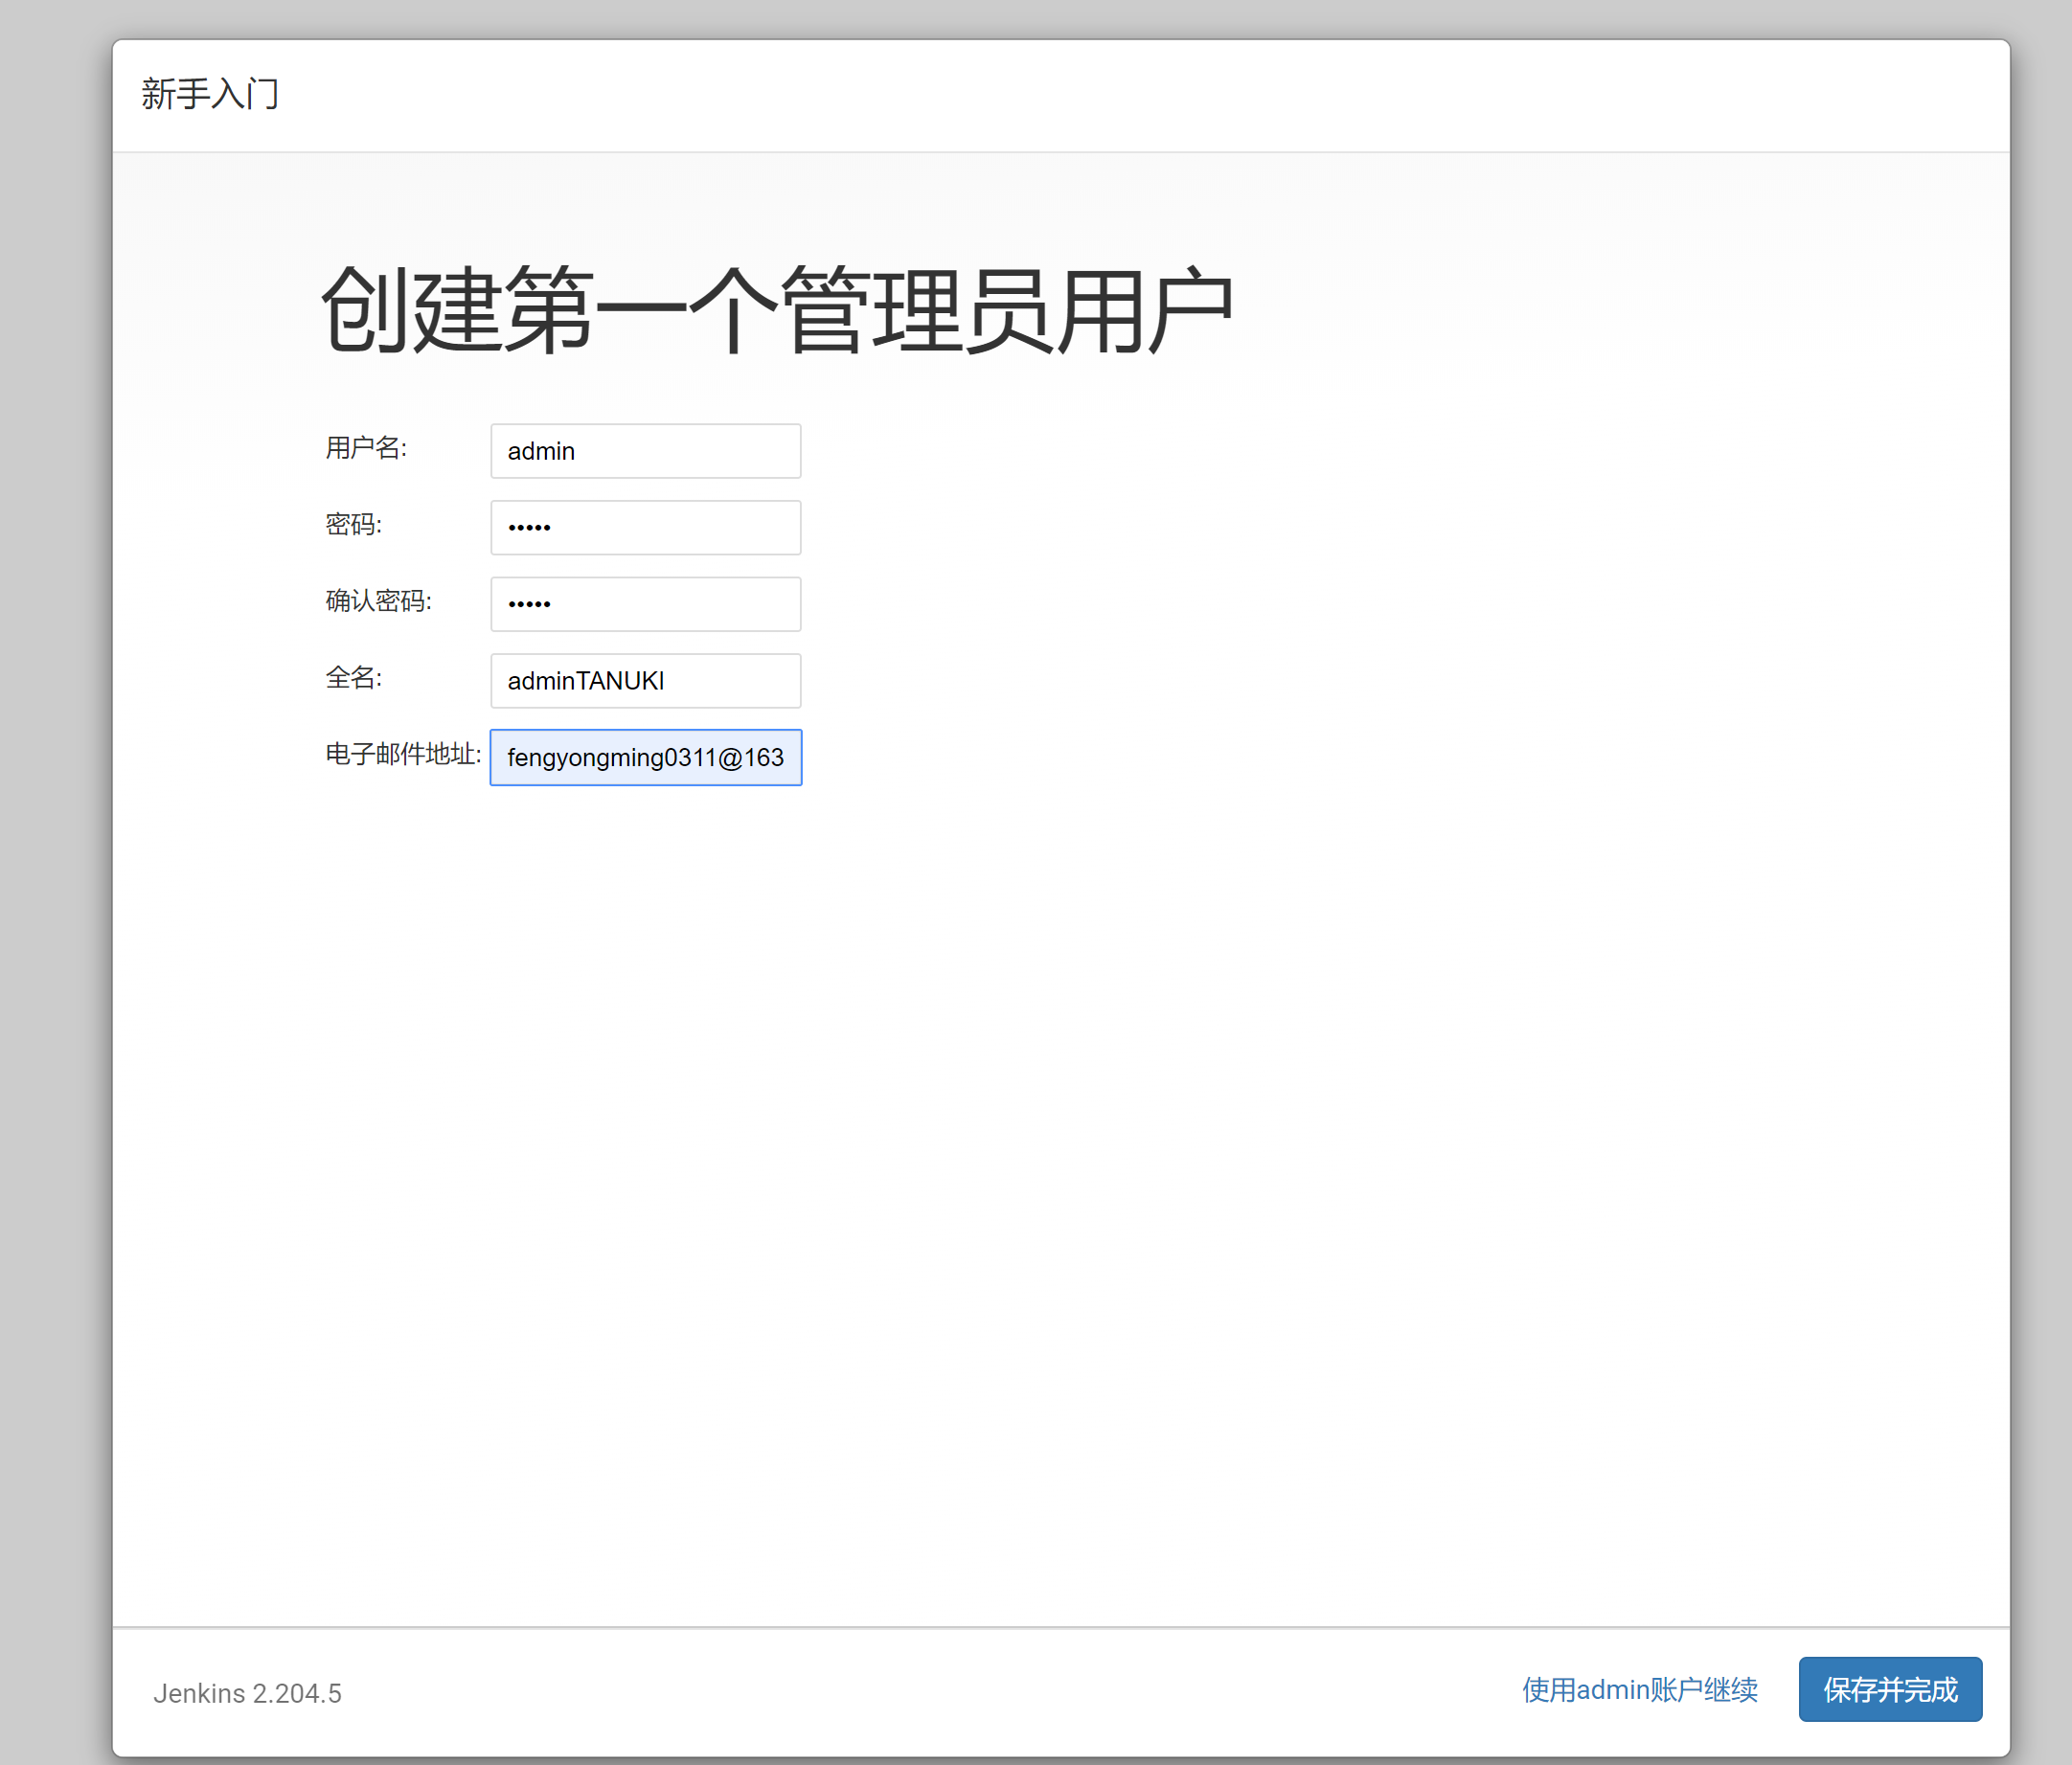 新手入门
创建第一个管理员用户
用户名: admin
密码: •••••
确认密码: •••••
全名: adminTANUKI
电子邮件地址: fengyongming0311@163
Jenkins 2.204.5 使用admin账户继续 保存并完成